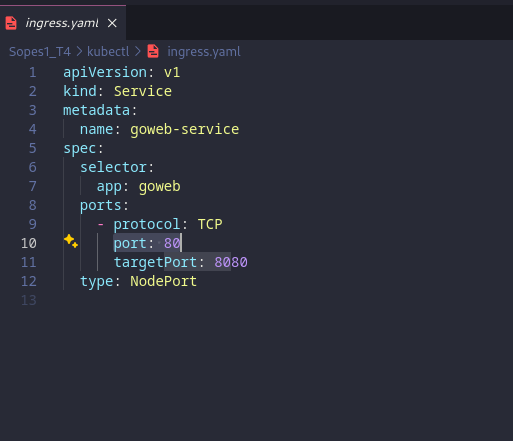 ingress.yaml ×
Sopes1_T4 > kubectl > ingress.yaml
1 apiVersion: v1
2 kind: Service
3 metadata:
4   name: goweb-service
5 spec:
6   selector:
7     app: goweb
8   ports:
9     - protocol: TCP
10       port: 80
11       targetPort: 8080
12   type: NodePort
13